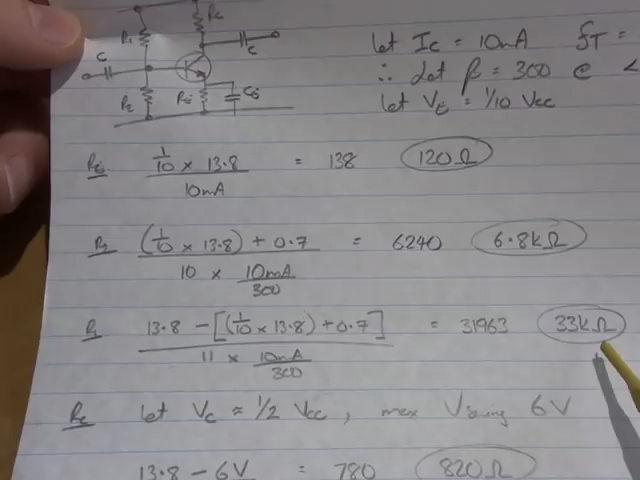 Rc
R1
C
C
R2
RE
CE
let Ic = 10mA fT =
∴ let β = 300 @ <
let VE = 1/10 Vcc
RE 1/10 × 13.8 / 10mA = 138 120Ω
R2 (1/10 × 13.8) + 0.7 / 10 × 10mA/300 = 6240 6.8kΩ
R1 13.8 - [(1/10 × 13.8) + 0.7] / 11 × 10mA/300 = 31963 33kΩ
Rc let Vc ≈ 1/2 Vcc, max Vswing 6V
13.8 - 6V = 780 820Ω